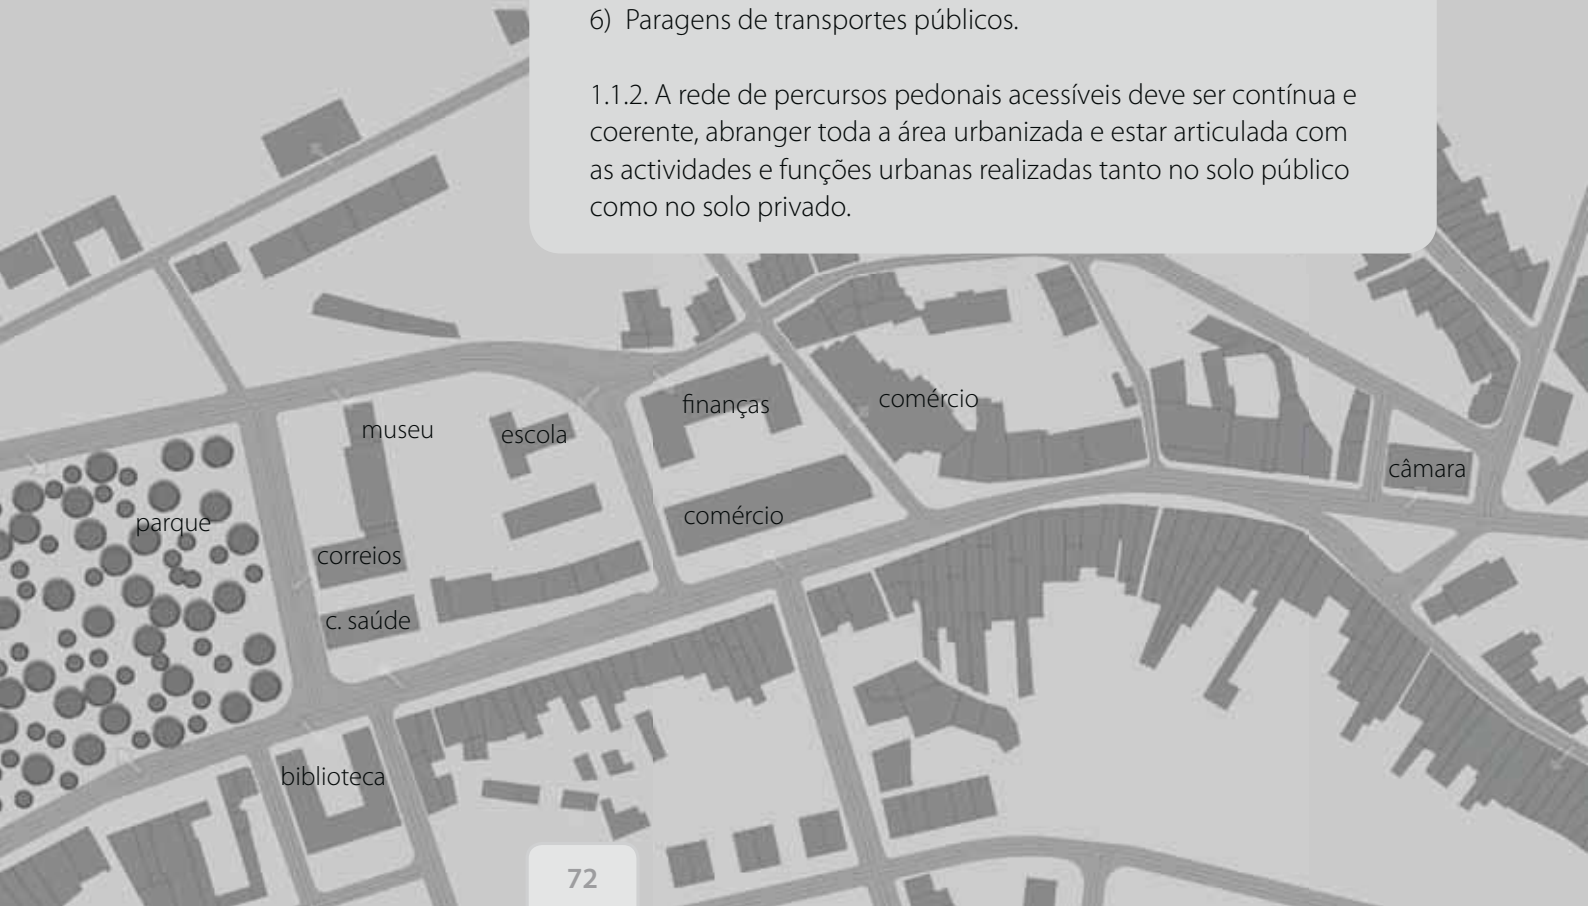 6) Paragens de transportes públicos.
1.1.2. A rede de percursos pedonais acessíveis deve ser contínua e
coerente, abranger toda a área urbanizada e estar articulada com
as actividades e funções urbanas realizadas tanto no solo público
como no solo privado.
finanças
comércio
museu
escola
câmara
comércio
parque
correios
c. saúde
biblioteca
72